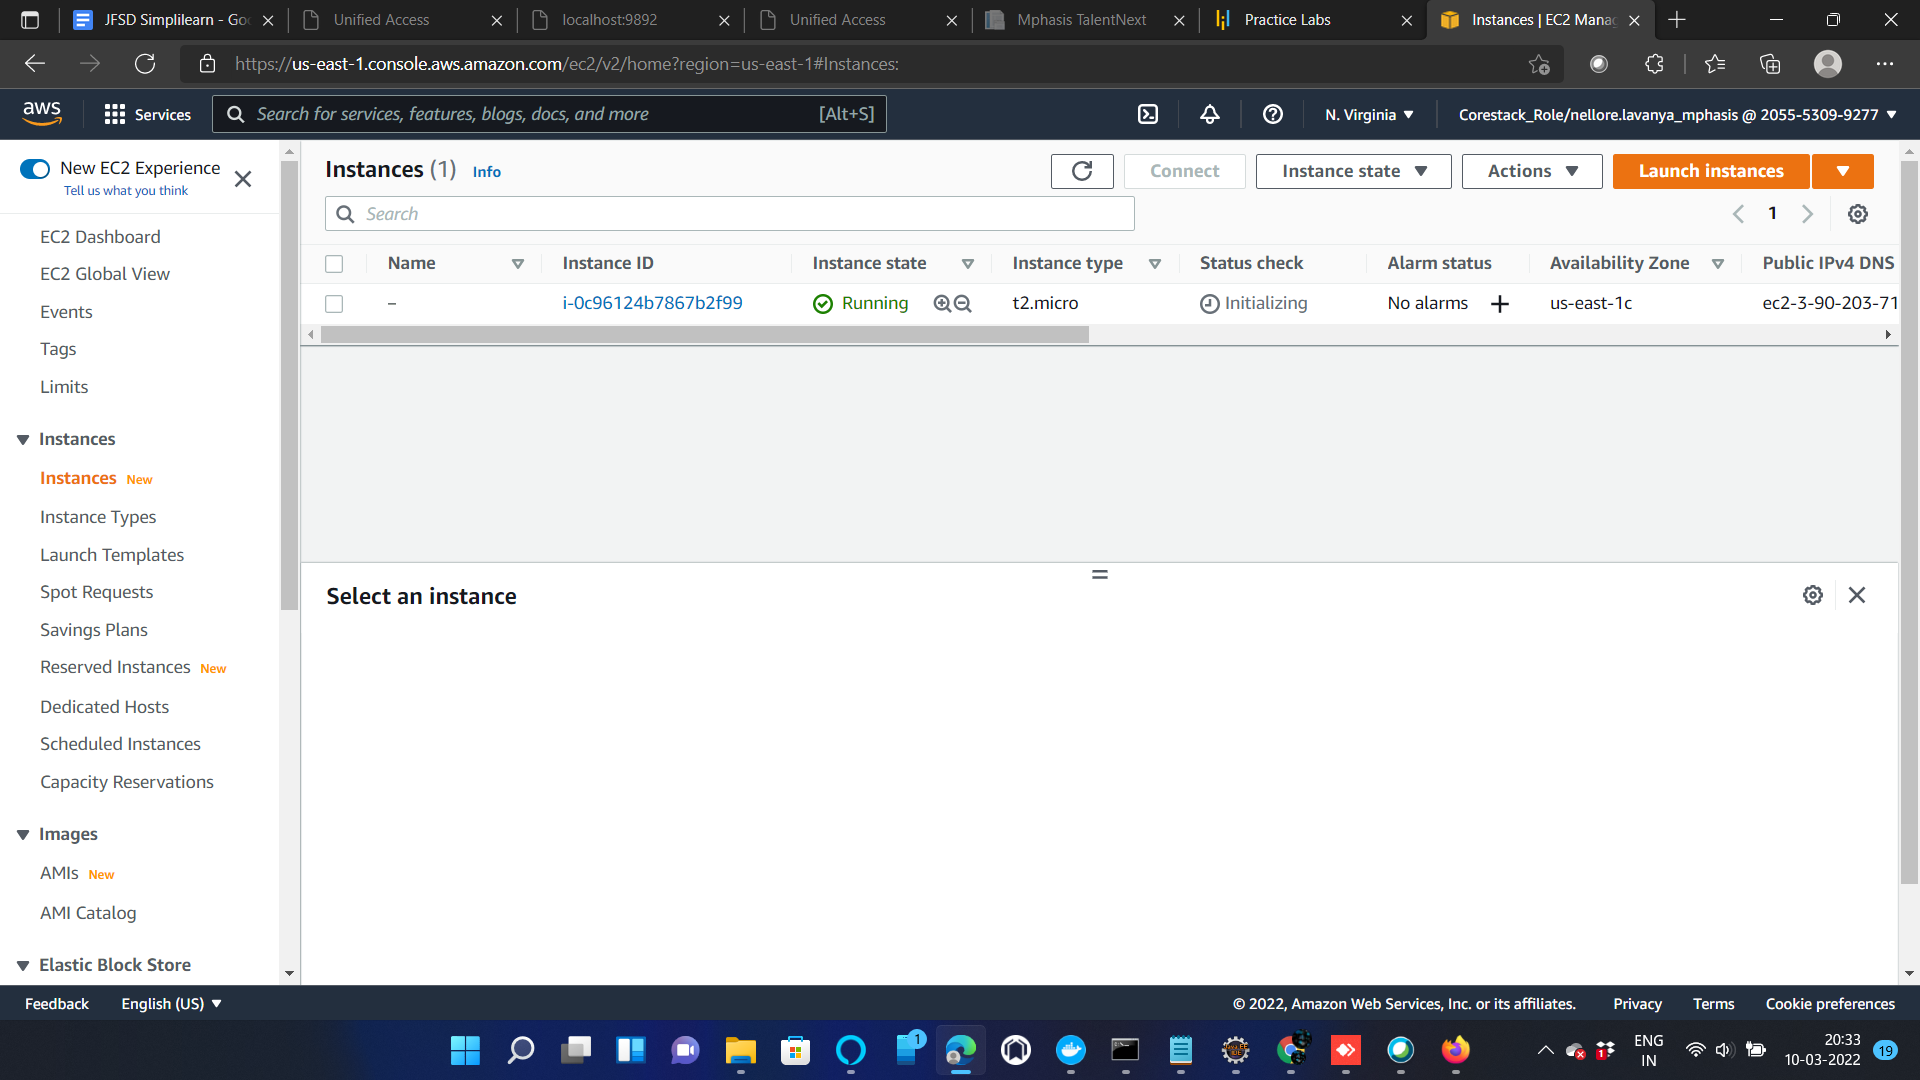 JFSD Simplilearn - Goo
Unified Access
localhost:9892
Unified Access
Mphasis TalentNext
Practice Labs
Instances | EC2 Mana
https://us-east-1.console.aws.amazon.com/ec2/v2/home?region=us-east-1#Instances:
aws
Services
Search for services, features, blogs, docs, and more
[Alt+S]
N. Virginia
Corestack_Role/nellore.lavanya_mphasis @ 2055-5309-9277
New EC2 Experience
Tell us what you think
EC2 Dashboard
EC2 Global View
Events
Tags
Limits
Instances
Instances New
Instance Types
Launch Templates
Spot Requests
Savings Plans
Reserved Instances New
Dedicated Hosts
Scheduled Instances
Capacity Reservations
Images
AMIs New
AMI Catalog
Elastic Block Store
Instances (1) Info
Connect
Instance state
Actions
Launch instances
Search
1
Name
Instance ID
Instance state
Instance type
Status check
Alarm status
Availability Zone
Public IPv4 DNS
–
i-0c96124b7867b2f99
Running
t2.micro
Initializing
No alarms
us-east-1c
ec2-3-90-203-71
Select an instance
Feedback
English (US)
© 2022, Amazon Web Services, Inc. or its affiliates.
Privacy
Terms
Cookie preferences
1
1
ENG
IN
20:33
10-03-2022
19